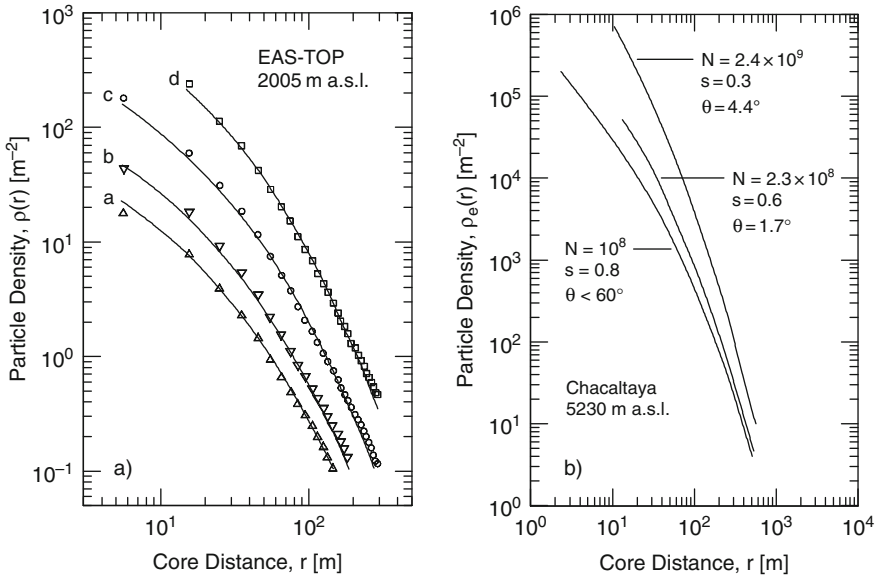 EAS-TOP
2005 m a.s.l.
d
c
b
a
a)
10³
10²
10¹
10⁰
10⁻¹
Particle Density, ρ(r) [m⁻²]
10¹
10²
Core Distance, r [m]
N = 2.4 × 10⁹
s = 0.3
θ = 4.4°
N = 2.3 × 10⁸
s = 0.6
θ = 1.7°
N = 10⁸
s = 0.8
θ < 60°
Chacaltaya
5230 m a.s.l.
b)
10⁶
10⁵
10⁴
10³
10²
10¹
10⁰
Particle Density, ρₑ(r) [m⁻²]
10⁰
10¹
10²
10³
10⁴
Core Distance, r [m]